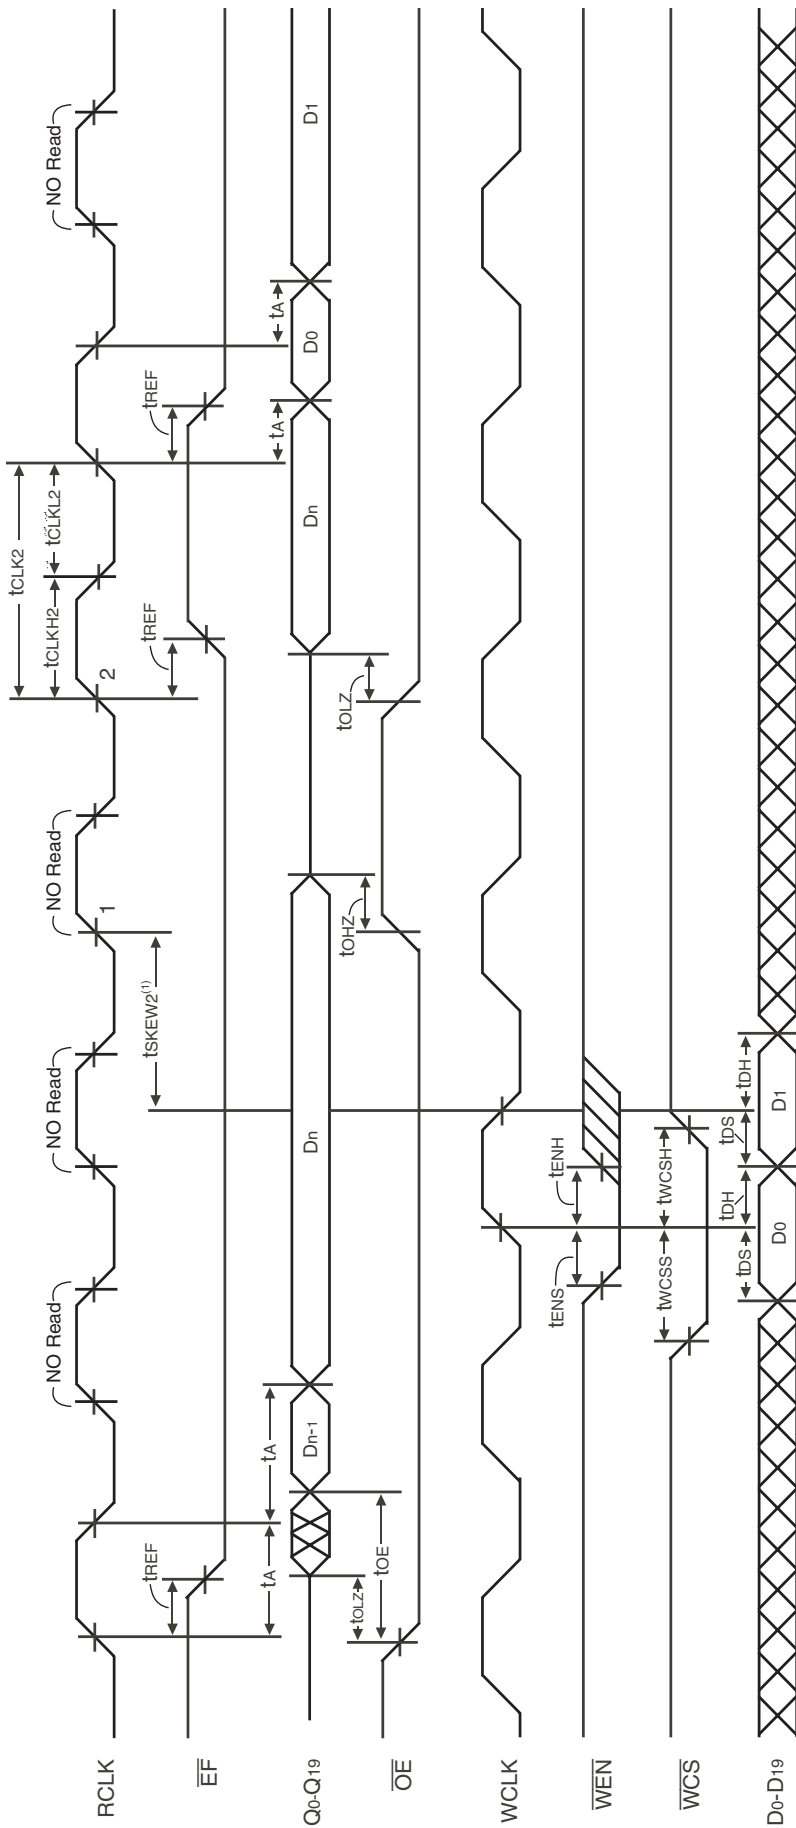 RCLK
NO Read
NO Read
1
NO Read
2
tCLK2
tCLKH2
tCLKL2
NO Read
tSKEW2(1)
EF
tREF
tREF
tREF
Q0-Q19
tA
tA
Dn-1
Dn
Dn
tA
D0
tA
D1
OE
tOLZ
tOE
tOHZ
tOLZ
WCLK
WEN
tENS
tENH
WCS
tWCSS
tWCSH
D0-D19
tDS
tDH
tDS
tDH
D0
D1